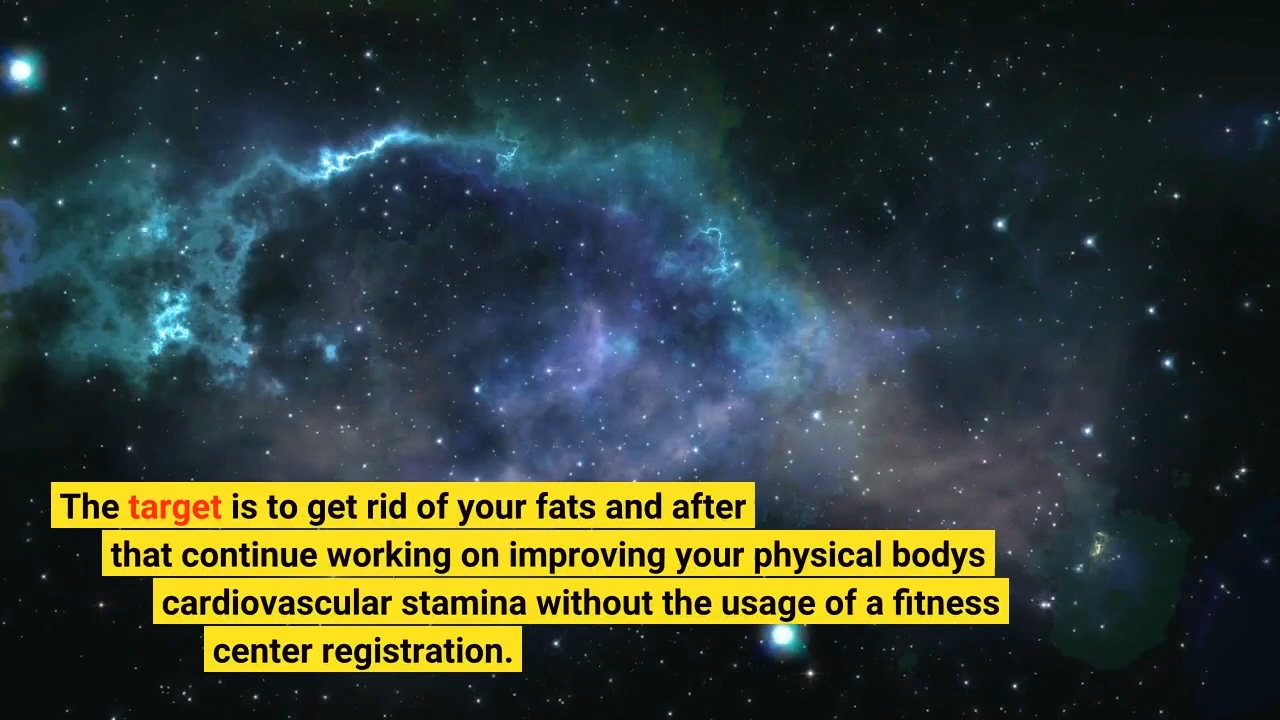 The target is to get rid of your fats and after
that continue working on improving your physical bodys
cardiovascular stamina without the usage of a fitness
center registration.